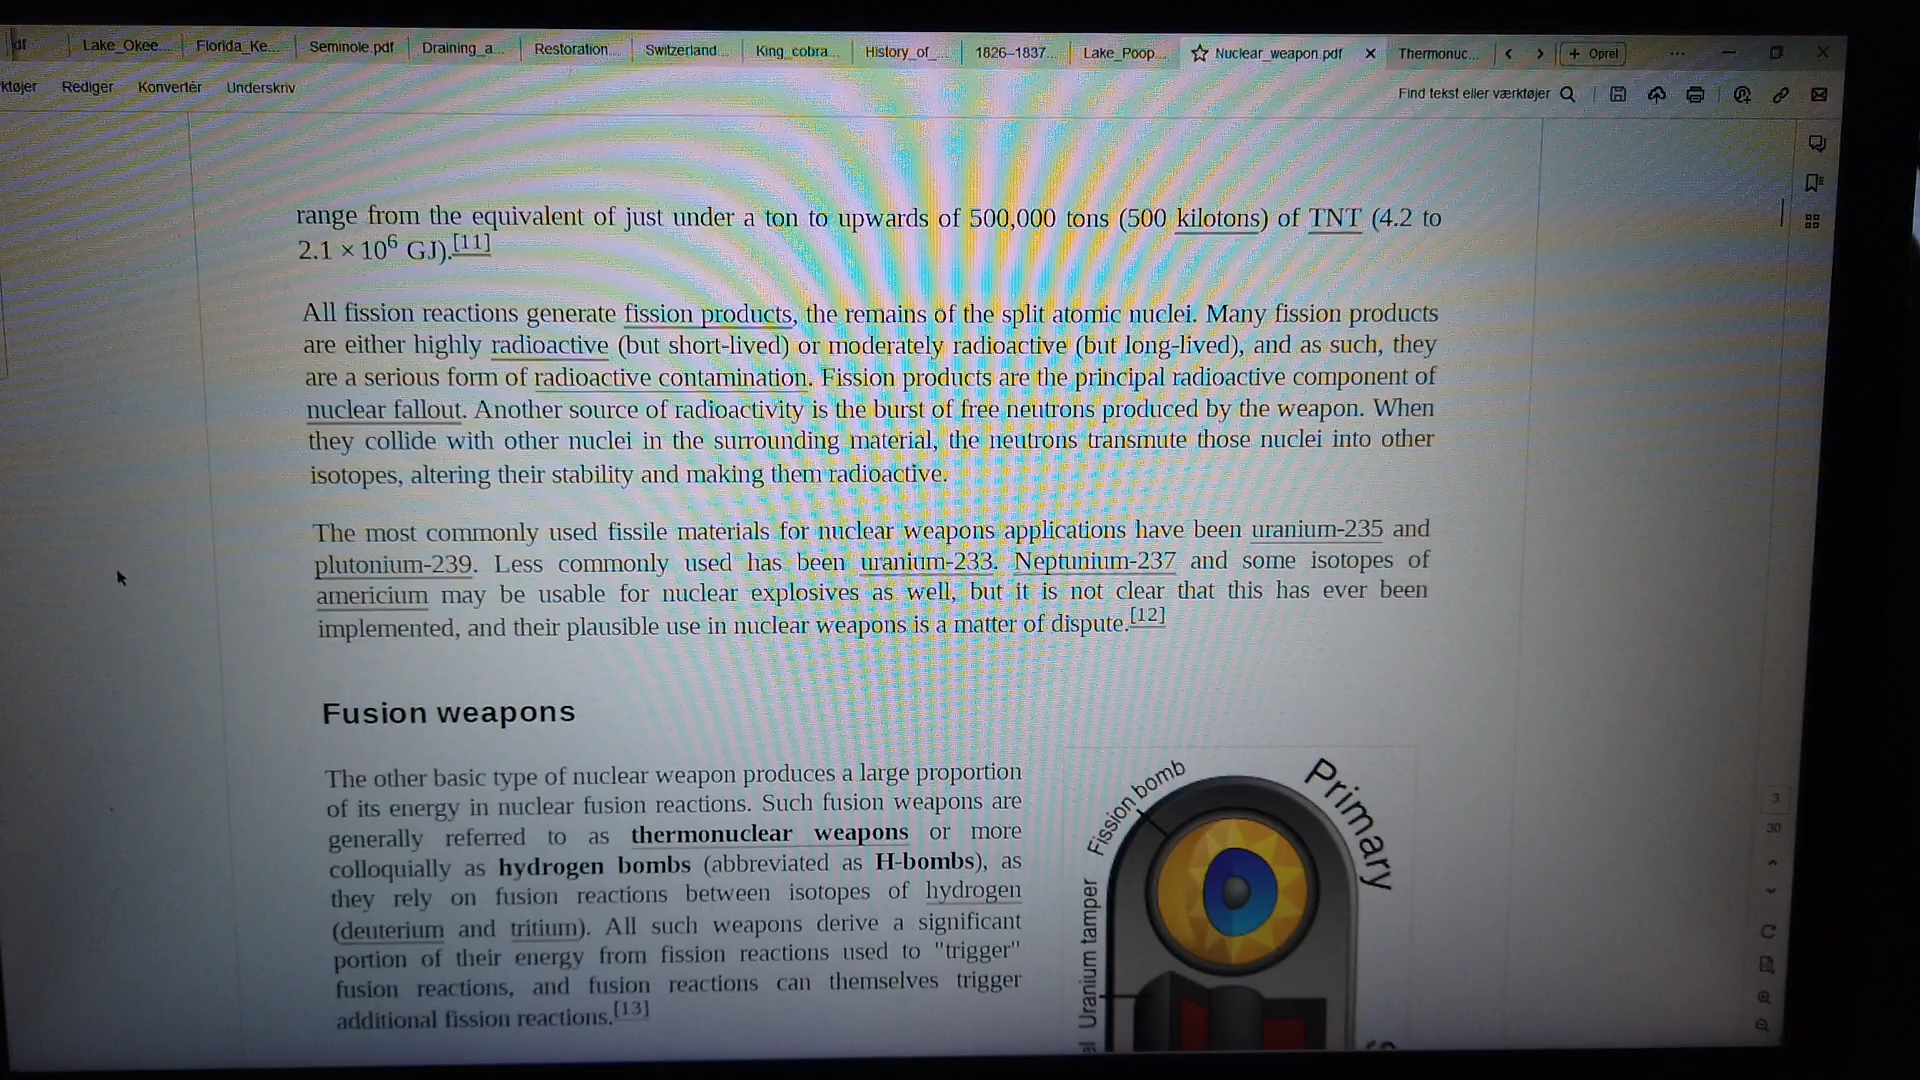 df Lake_Okee... Florida_Ke... Seminole.pdf Draining_a... Restoration... Switzerland... King_cobra... History_of_... 1826–1837... Lake_Poop... Nuclear_weapon.pdf Thermonuc... + Opret
ktøjer Rediger Konvertér Underskriv Find tekst eller værktøjer
range from the equivalent of just under a ton to upwards of 500,000 tons (500 kilotons) of TNT (4.2 to
2.1 × 10⁶ GJ).[11]
All fission reactions generate fission products, the remains of the split atomic nuclei. Many fission products
are either highly radioactive (but short-lived) or moderately radioactive (but long-lived), and as such, they
are a serious form of radioactive contamination. Fission products are the principal radioactive component of
nuclear fallout. Another source of radioactivity is the burst of free neutrons produced by the weapon. When
they collide with other nuclei in the surrounding material, the neutrons transmute those nuclei into other
isotopes, altering their stability and making them radioactive.
The most commonly used fissile materials for nuclear weapons applications have been uranium-235 and
plutonium-239. Less commonly used has been uranium-233. Neptunium-237 and some isotopes of
americium may be usable for nuclear explosives as well, but it is not clear that this has ever been
implemented, and their plausible use in nuclear weapons is a matter of dispute.[12]
Fusion weapons
The other basic type of nuclear weapon produces a large proportion
of its energy in nuclear fusion reactions. Such fusion weapons are
generally referred to as thermonuclear weapons or more
colloquially as hydrogen bombs (abbreviated as H-bombs), as
they rely on fusion reactions between isotopes of hydrogen
(deuterium and tritium). All such weapons derive a significant
portion of their energy from fission reactions used to "trigger"
fusion reactions, and fusion reactions can themselves trigger
additional fission reactions.[13]
Fission bomb
Primary
Uranium tamper
3
30